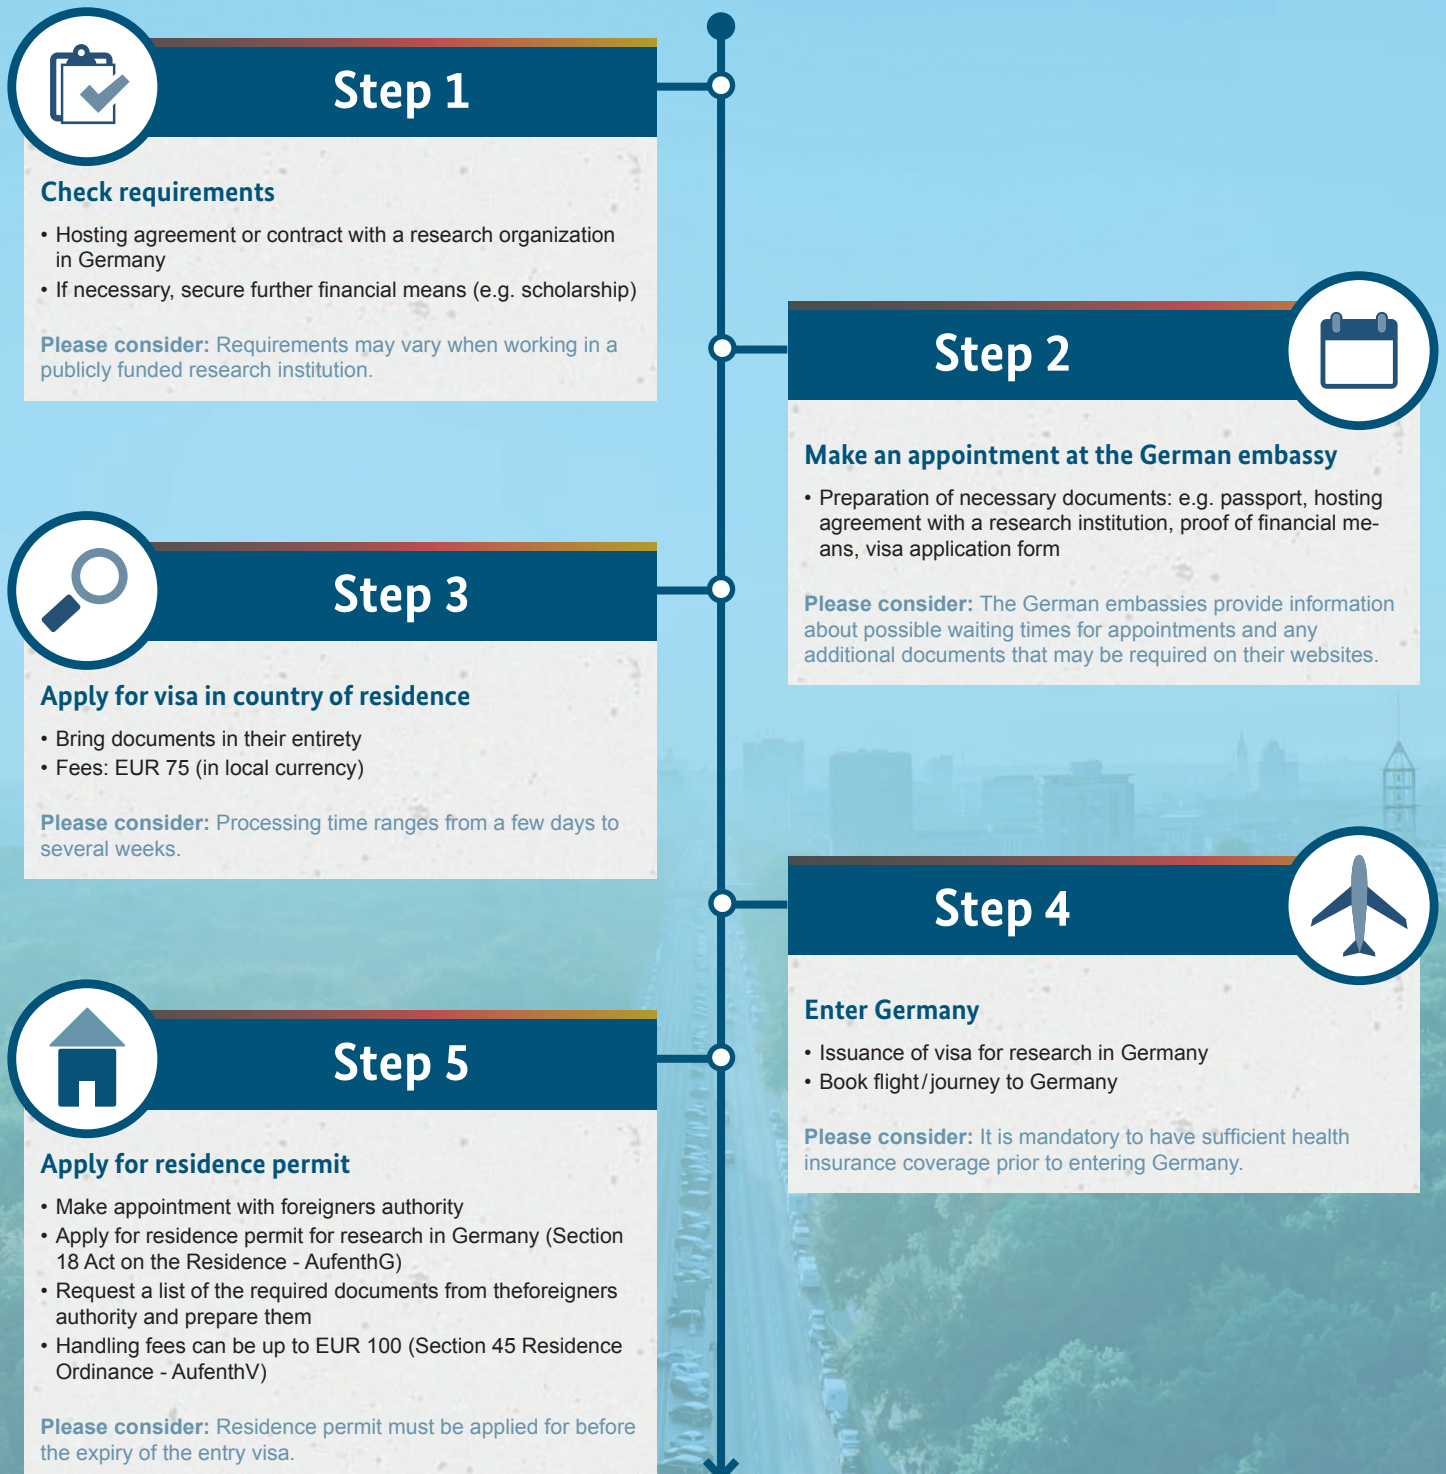 Step 1
Check requirements
• Hosting agreement or contract with a research organization
in Germany
• If necessary, secure further financial means (e.g. scholarship)
Please consider: Requirements may vary when working in a
publicly funded research institution.
Step 2
Make an appointment at the German embassy
• Preparation of necessary documents: e.g. passport, hosting
agreement with a research institution, proof of financial me-
ans, visa application form
Please consider: The German embassies provide information
about possible waiting times for appointments and any
additional documents that may be required on their websites.
Step 3
Apply for visa in country of residence
• Bring documents in their entirety
• Fees: EUR 75 (in local currency)
Please consider: Processing time ranges from a few days to
several weeks.
Step 4
Enter Germany
• Issuance of visa for research in Germany
• Book flight/journey to Germany
Please consider: It is mandatory to have sufficient health
insurance coverage prior to entering Germany.
Step 5
Apply for residence permit
• Make appointment with foreigners authority
• Apply for residence permit for research in Germany (Section
18 Act on the Residence - AufenthG)
• Request a list of the required documents from theforeigners
authority and prepare them
• Handling fees can be up to EUR 100 (Section 45 Residence
Ordinance - AufenthV)
Please consider: Residence permit must be applied for before
the expiry of the entry visa.